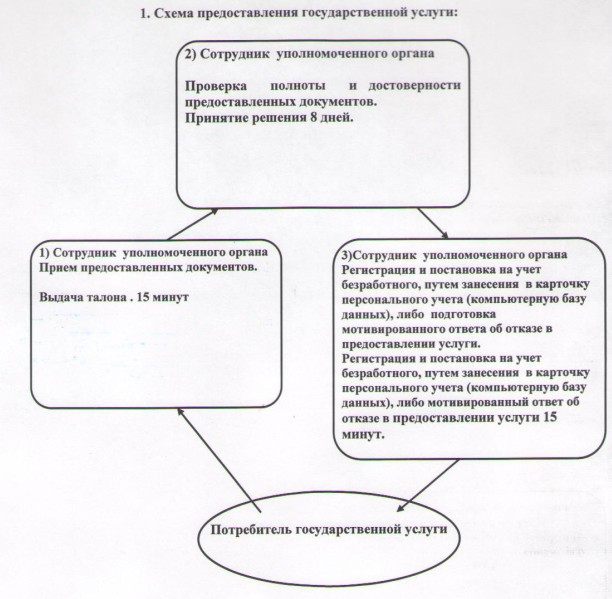 1. Схема предоставления государственной услуги:
2) Сотрудник уполномоченного органа
Проверка полноты и достоверности
предоставленных документов.
Принятие решения 8 дней.
1) Сотрудник уполномоченного органа
Прием предоставленных документов.
Выдача талона . 15 минут
3)Сотрудник уполномоченного органа
Регистрация и постановка на учет
безработного, путем занесения в карточку
персонального учета (компьютерную базу
данных), либо подготовка
мотивированного ответа об отказе в
предоставлении услуги.
Регистрация и постановка на учет
безработного, путем занесения в карточку
персонального учета (компьютерную базу
данных), либо мотивированный ответ об
отказе в предоставлении услуги 15
минут.
Потребитель государственной услуги